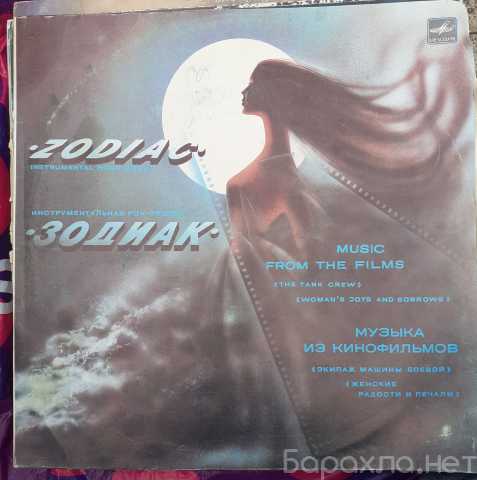 МЕЛОДИЯ
·ZODIAC·
INSTRUMENTAL ROCK GROUP
ИНСТРУМЕНТАЛЬНАЯ РОК-ГРУППА
·ЗОДИАК·
MUSIC
FROM THE FILMS
(THE TANK CREW)
(WOMAN'S JOYS AND SORROWS)
МУЗЫКА
ИЗ КИНОФИЛЬМОВ
(ЭКИПАЖ МАШИНЫ БОЕВОЙ)
(ЖЕНСКИЕ
РАДОСТИ И ПЕЧАЛИ)
Барахло.нет